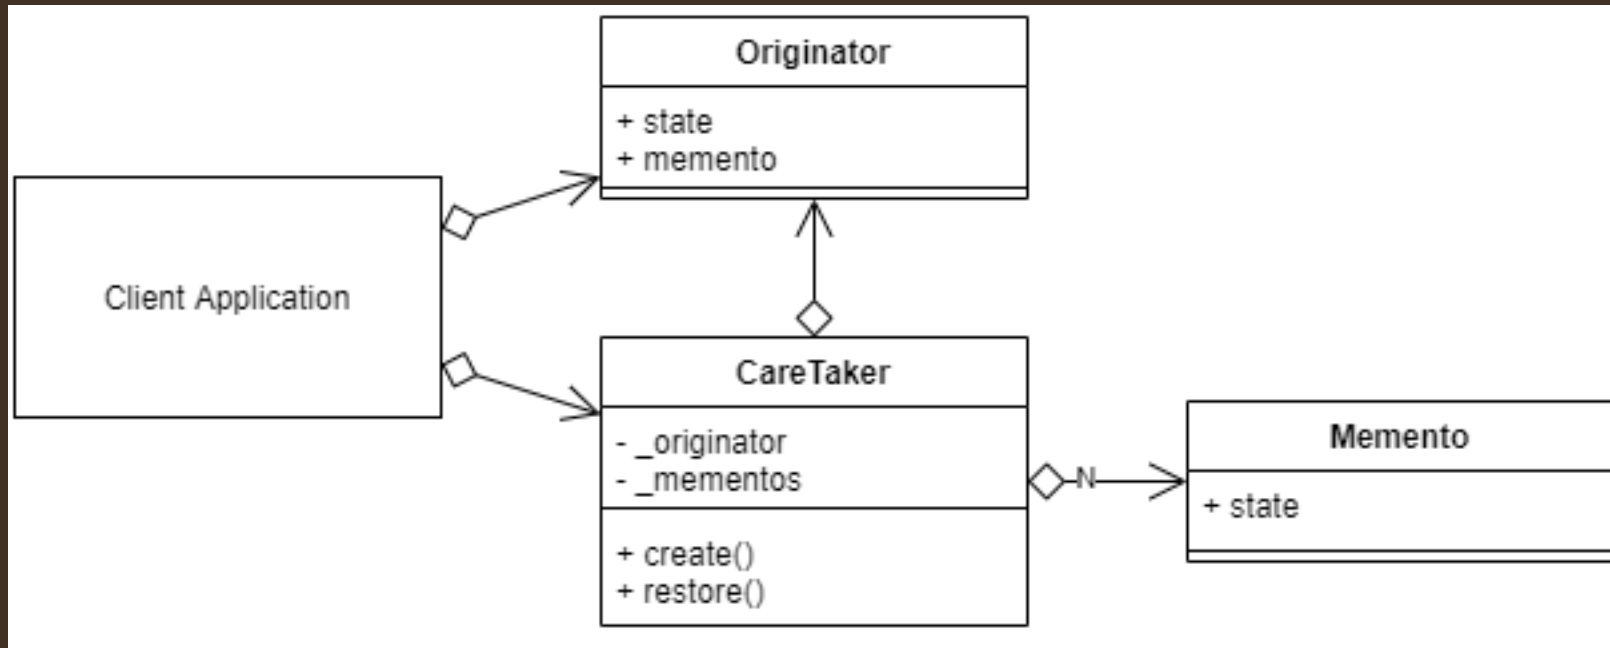 Originator
+ state
+ memento
Client Application
CareTaker
- _originator
- _mementos
+ create()
+ restore()
N
Memento
+ state